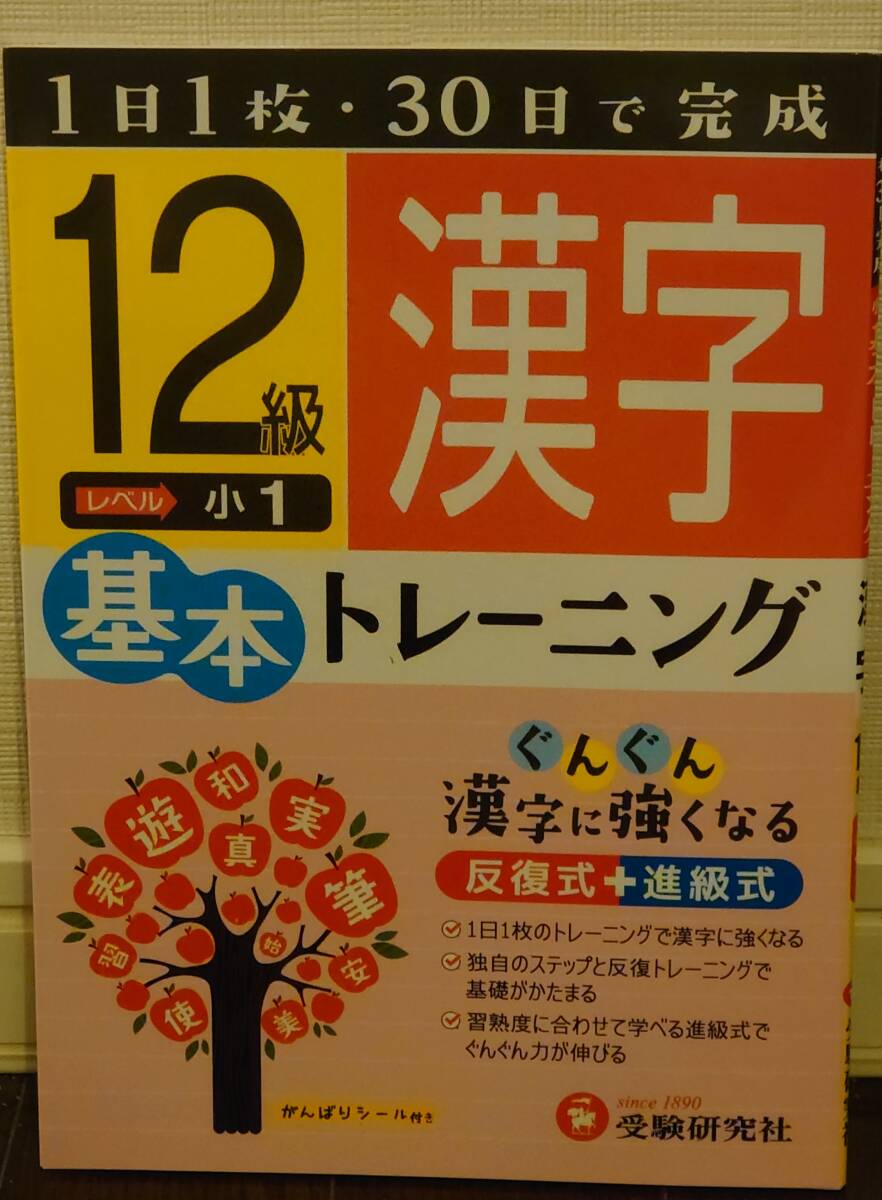 1日1枚・30日で完成
12級
漢字
レベル 小1
基本トレーニング
ぐんぐん
漢字に強くなる
反復式+進級式
1日1枚のトレーニングで漢字に強くなる
独自のステップと反復トレーニングで
基礎がかたまる
習熟度に合わせて学べる進級式で
ぐんぐん力が伸びる
和
遊
実
真
表
筆
習
始
安
使
美
がんばりシール付き
since 1890
受験研究社